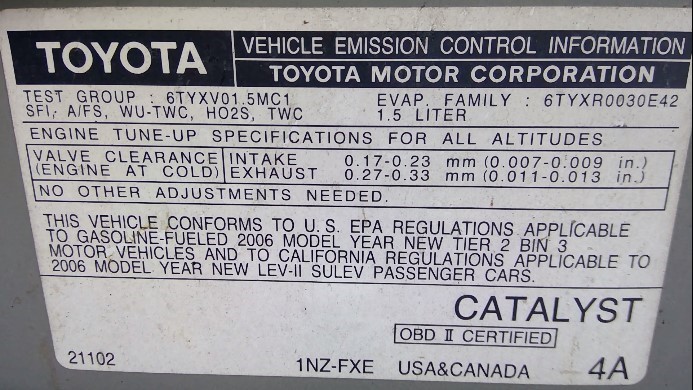 TOYOTA
VEHICLE EMISSION CONTROL INFORMATION
TOYOTA MOTOR CORPORATION
TEST GROUP : 6TYXV01.5MC1 EVAP. FAMILY : 6TYXR0030E42
SFI, A/FS, WU-TWC, HO2S, TWC 1.5 LITER
ENGINE TUNE-UP SPECIFICATIONS FOR ALL ALTITUDES
VALVE CLEARANCE INTAKE 0.17-0.23 mm (0.007-0.009 in.)
(ENGINE AT COLD) EXHAUST 0.27-0.33 mm (0.011-0.013 in.)
NO OTHER ADJUSTMENTS NEEDED.
THIS VEHICLE CONFORMS TO U.S. EPA REGULATIONS APPLICABLE
TO GASOLINE-FUELED 2006 MODEL YEAR NEW TIER 2 BIN 3
MOTOR VEHICLES AND TO CALIFORNIA REGULATIONS APPLICABLE TO
2006 MODEL YEAR NEW LEV-II SULEV PASSENGER CARS.
CATALYST
OBD II CERTIFIED
21102 1NZ-FXE USA&CANADA 4A